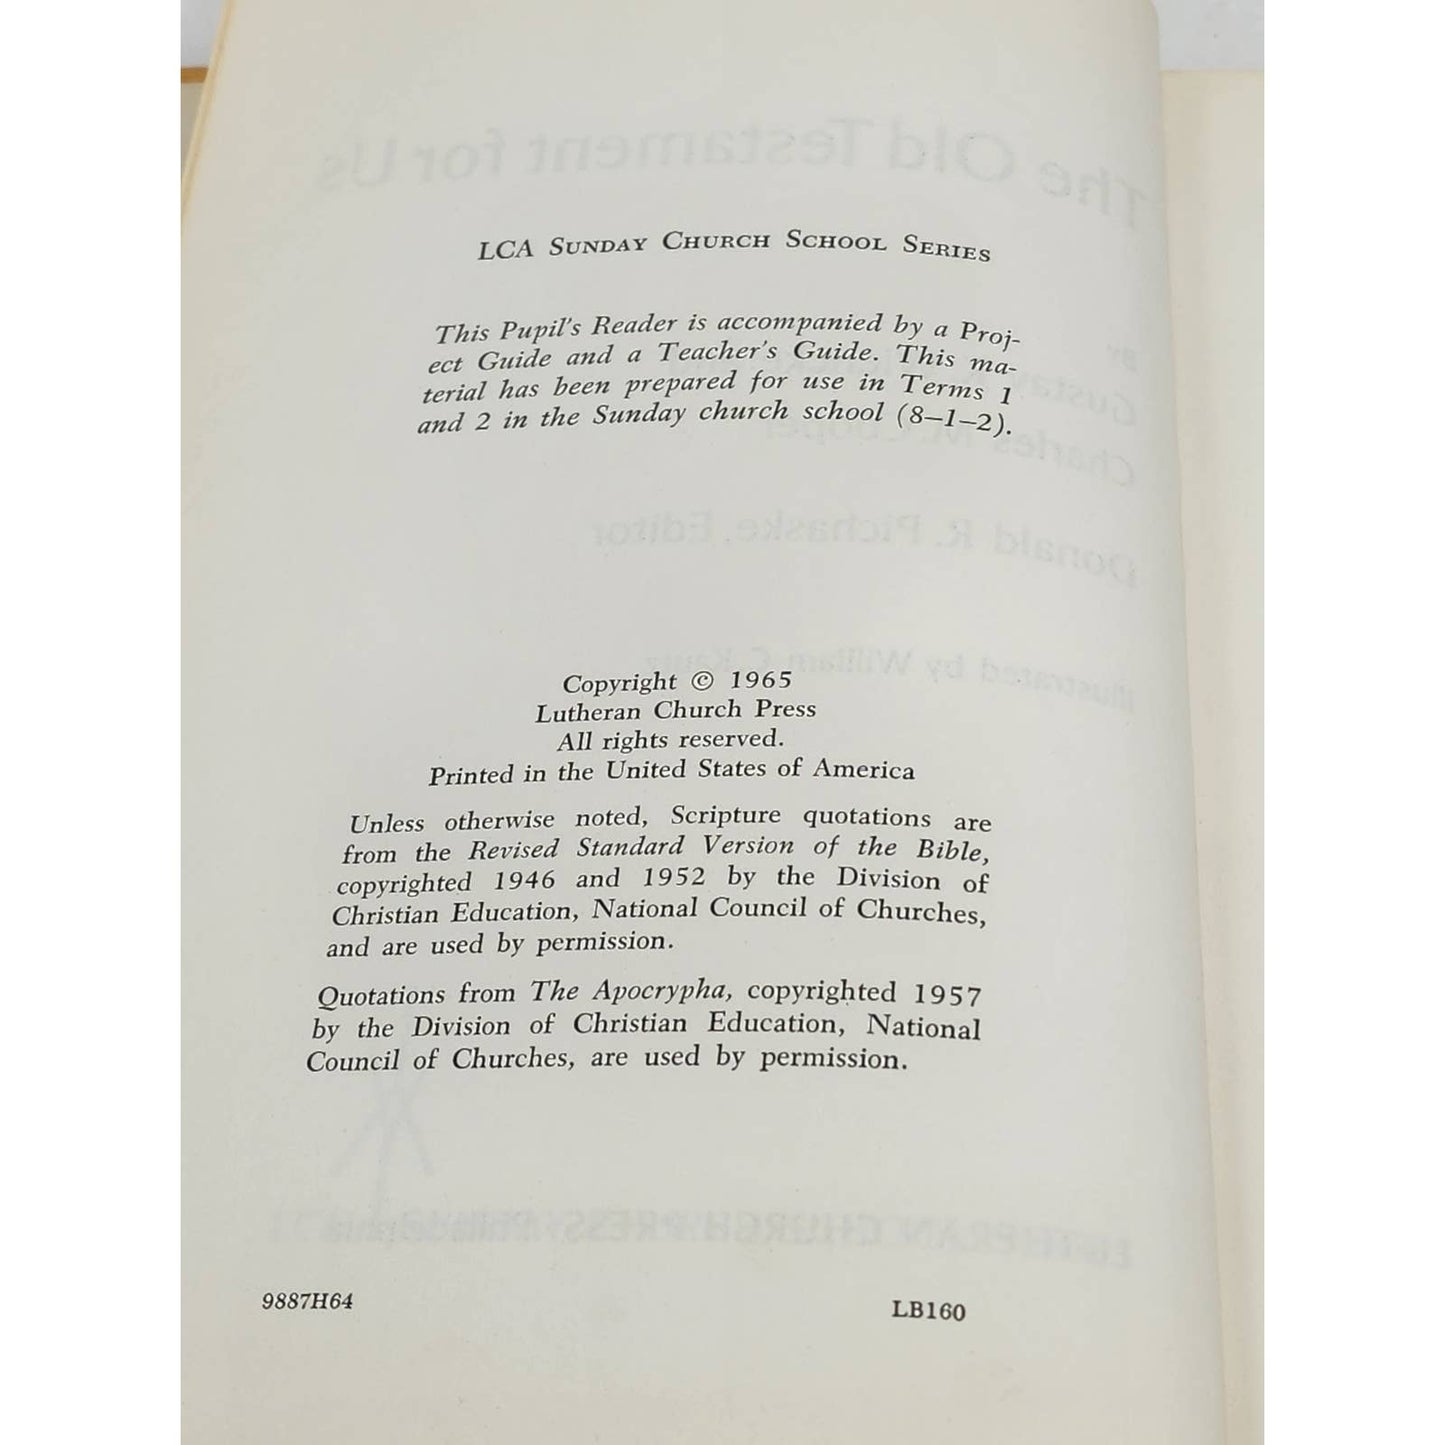 LCA SUNDAY CHURCH SCHOOL SERIES
This Pupil's Reader is accompanied by a Proj-
ect Guide and a Teacher's Guide. This ma-
terial has been prepared for use in Terms 1
and 2 in the Sunday church school (8–1–2).
Copyright © 1965
Lutheran Church Press
All rights reserved.
Printed in the United States of America
Unless otherwise noted, Scripture quotations are
from the Revised Standard Version of the Bible,
copyrighted 1946 and 1952 by the Division of
Christian Education, National Council of Churches,
and are used by permission.
Quotations from The Apocrypha, copyrighted 1957
by the Division of Christian Education, National
Council of Churches, are used by permission.
9887H64 LB160